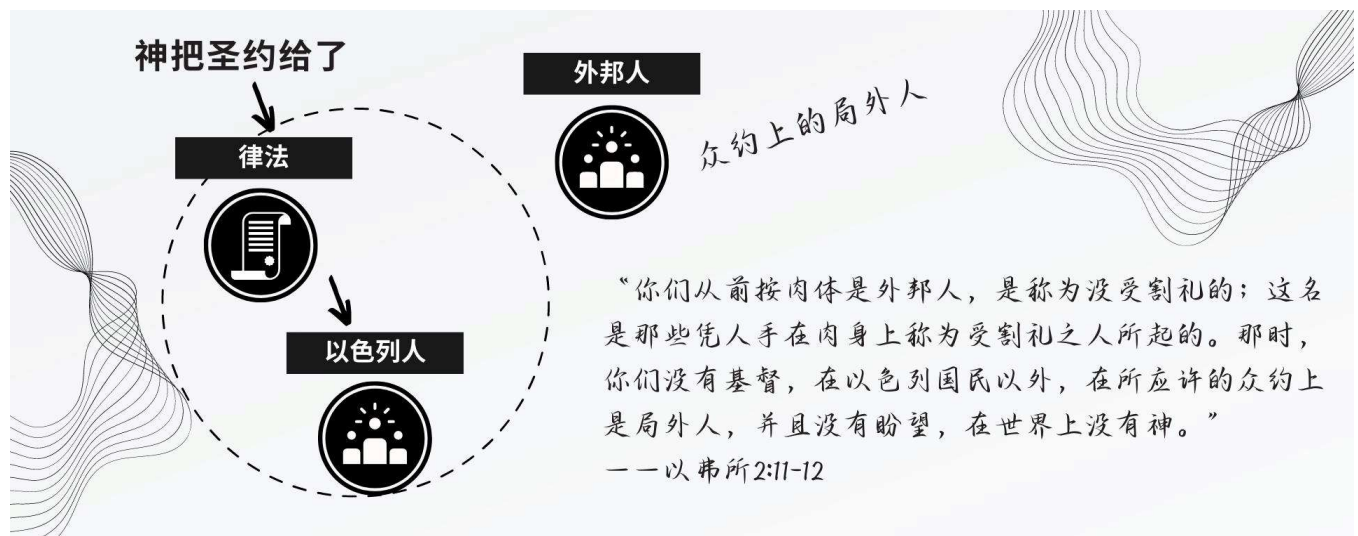 神把圣约给了
律法
以色列人
外邦人
众约上的局外人
“你们从前按肉体是外邦人，是称为没受割礼的；这名
是那些凭人手在肉身上称为受割礼之人所起的。那时，
你们没有基督，在以色列国民以外，在所应许的众约上
是局外人，并且没有盼望，在世界上没有神。”
——以弗所2:11-12